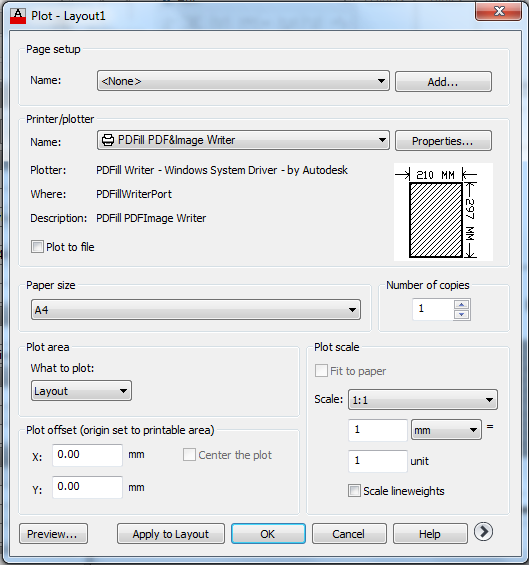 Plot - Layout1
Page setup
Name: <None> Add...
Printer/plotter
Name: PDFill PDF&Image Writer Properties...
Plotter: PDFill Writer - Windows System Driver - by Autodesk
Where: PDFillWriterPort
Description: PDFill PDFImage Writer
Plot to file
210 MM
297 MM
Paper size
A4
Number of copies
1
Plot area
What to plot:
Layout
Plot scale
Fit to paper
Scale: 1:1
1 mm =
1 unit
Scale lineweights
Plot offset (origin set to printable area)
X: 0.00 mm Center the plot
Y: 0.00 mm
Preview... Apply to Layout OK Cancel Help